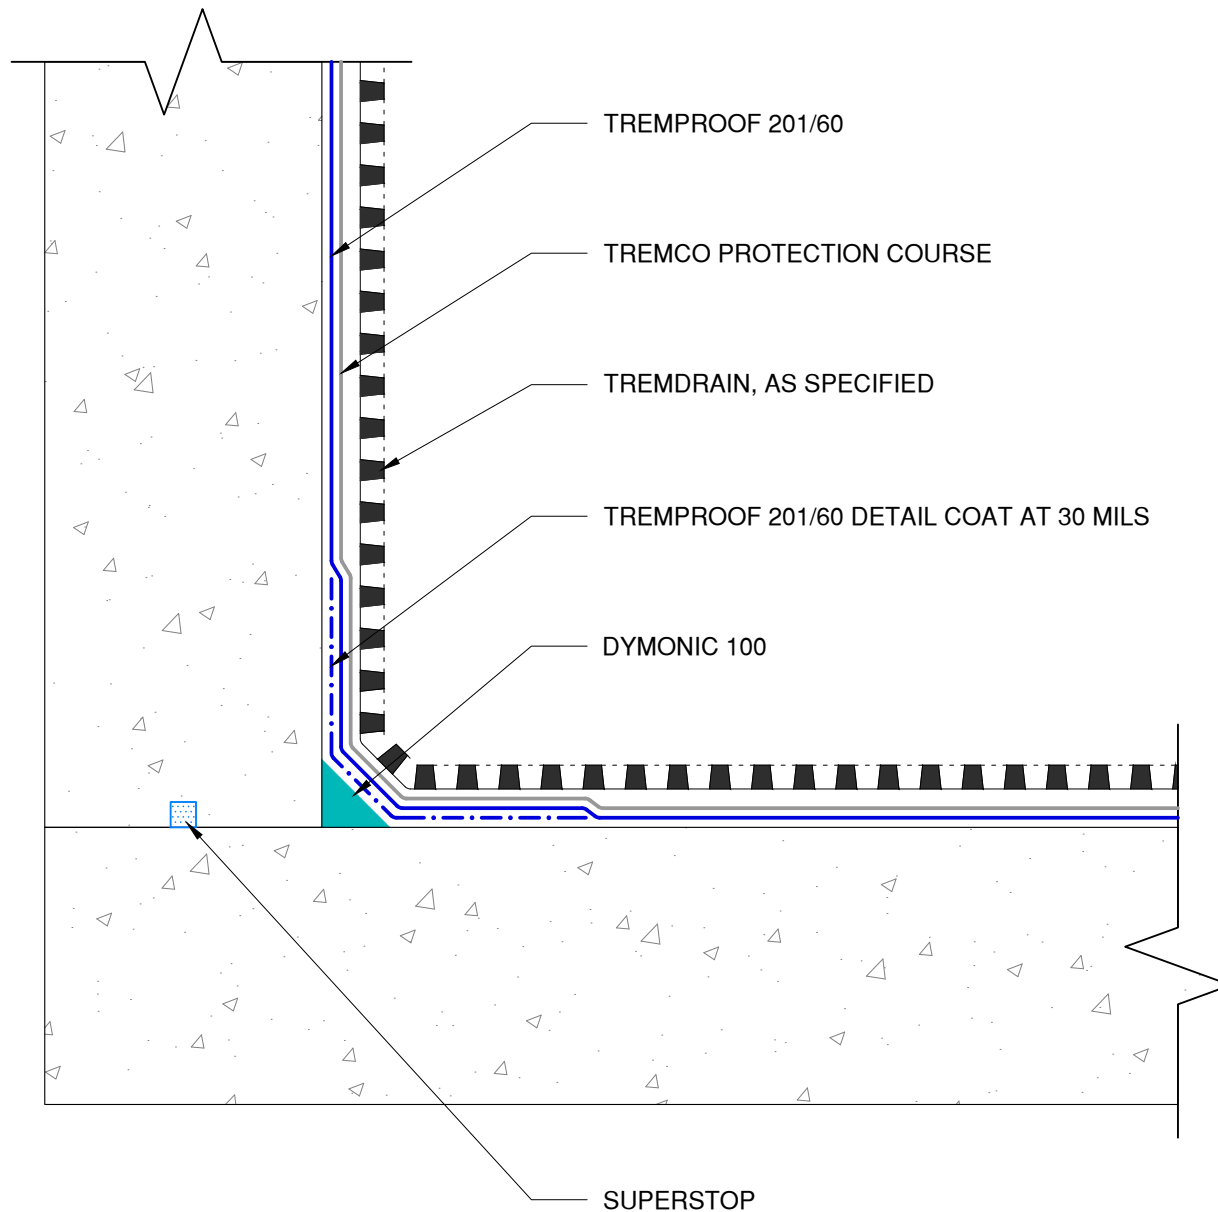 TREMPROOF 201/60
TREMCO PROTECTION COURSE
TREMDRAIN, AS SPECIFIED
TREMPROOF 201/60 DETAIL COAT AT 30 MILS
DYMONIC 100
SUPERSTOP